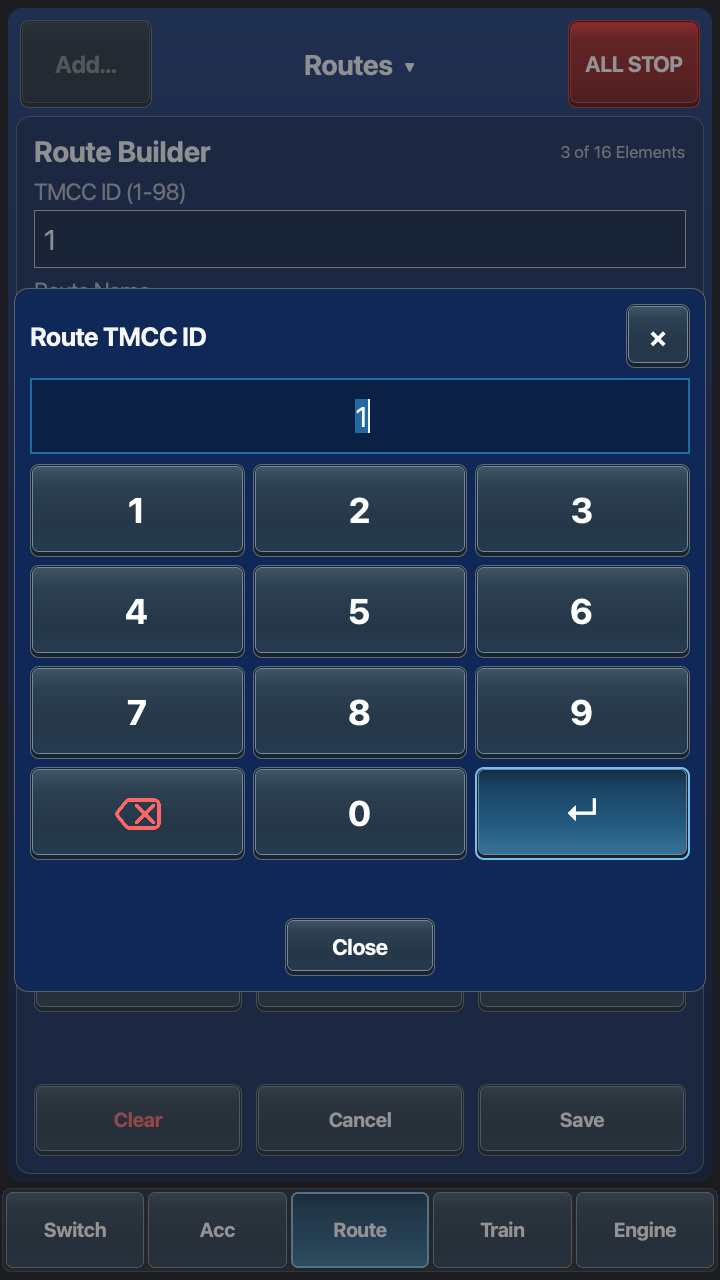 Add...
Routes ▼
ALL STOP
Route Builder
3 of 16 Elements
TMCC ID (1-98)
1
Route Name
Route TMCC ID
×
1
1
2
3
4
5
6
7
8
9
0
Close
Clear
Cancel
Save
Switch
Acc
Route
Train
Engine